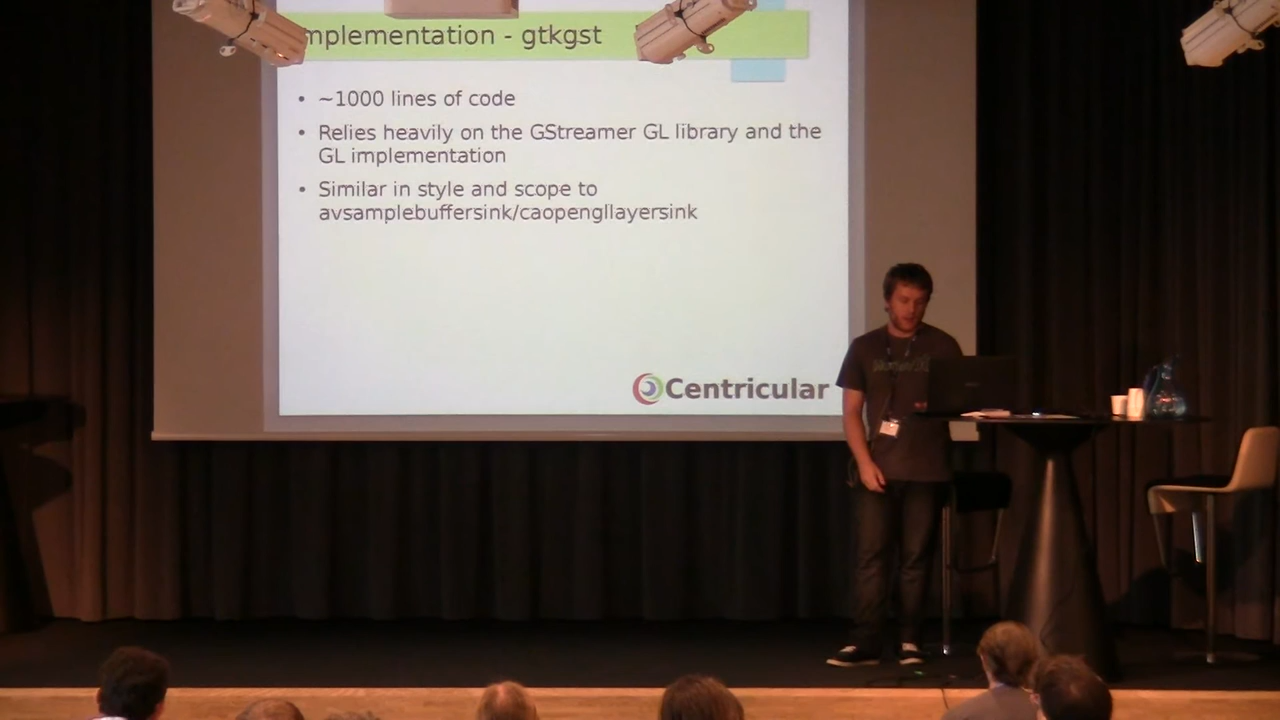 mplementation - gtkgst
• ~1000 lines of code
• Relies heavily on the GStreamer GL library and the
GL implementation
• Similar in style and scope to
avsamplebuffersink/caopengllayersink
Centricular